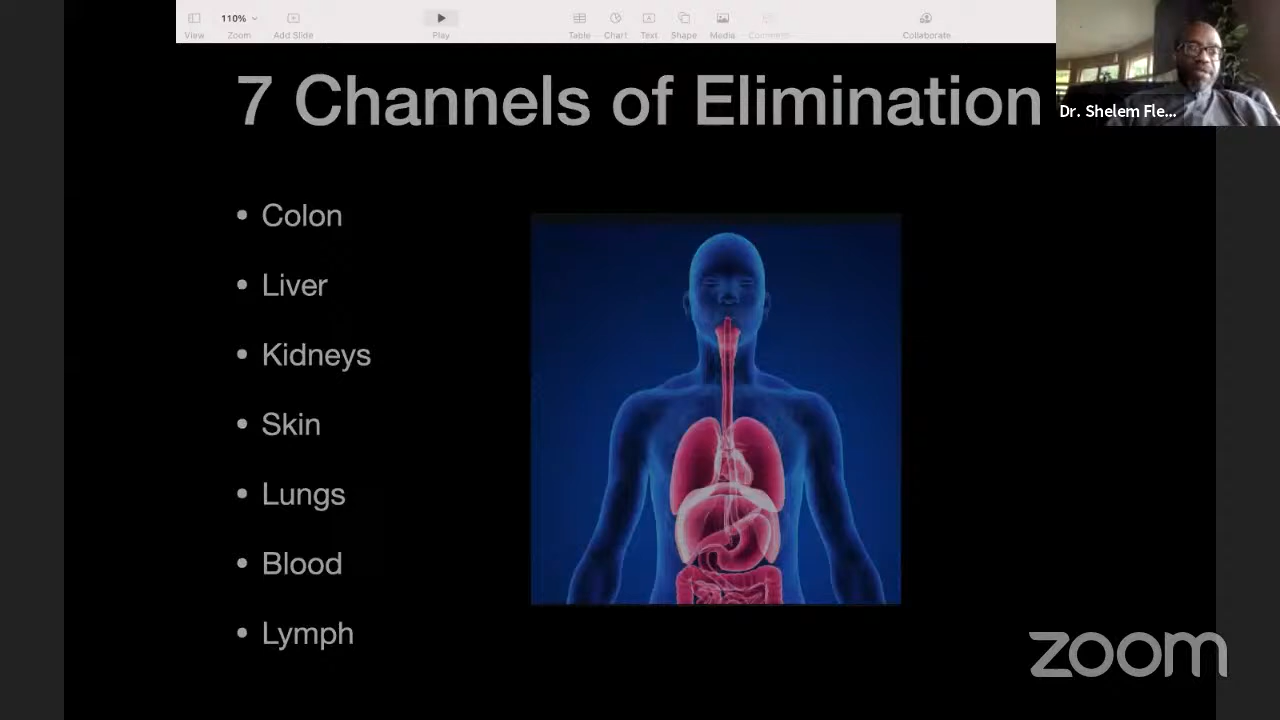 110%
View
Zoom
Add Slide
Play
Table
Chart
Text
Shape
Media
Comment
Collaborate
Dr. Shelem Fle...
7 Channels of Elimination
• Colon
• Liver
• Kidneys
• Skin
• Lungs
• Blood
• Lymph
zoom